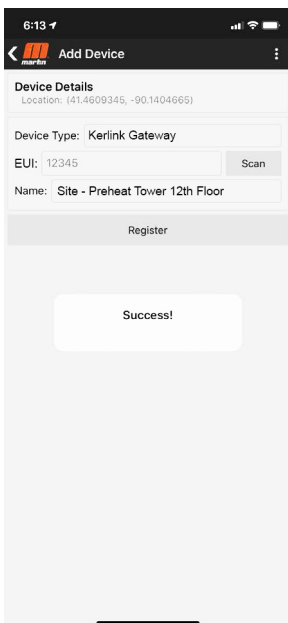 6:13
martin
Add Device
Device Details
Location: (41.4609345, -90.1404665)
Device Type: Kerlink Gateway
EUI: 12345 Scan
Name: Site - Preheat Tower 12th Floor
Register
Success!